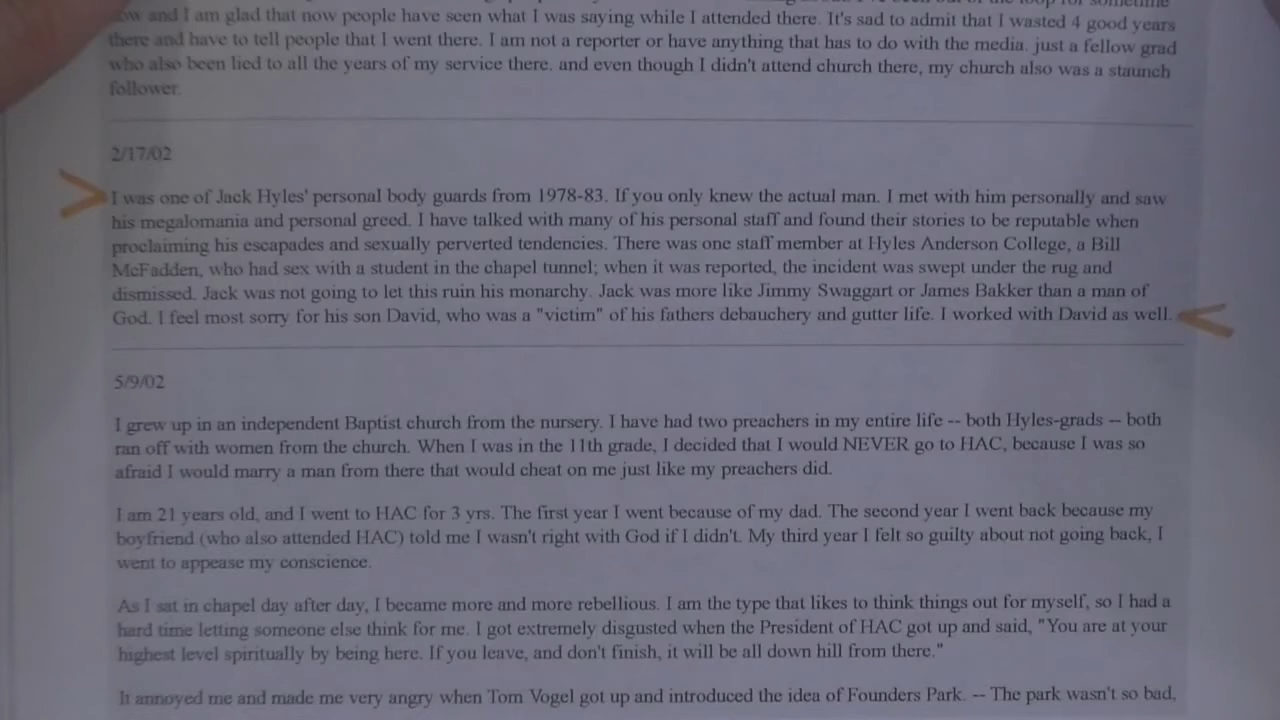 now and I am glad that now people have seen what I was saying while I attended there. It's sad to admit that I wasted 4 good years
there and have to tell people that I went there. I am not a reporter or have anything that has to do with the media. just a fellow grad
who also been lied to all the years of my service there. and even though I didn't attend church there, my church also was a staunch
follower.
2/17/02
I was one of Jack Hyles' personal body guards from 1978-83. If you only knew the actual man. I met with him personally and saw
his megalomania and personal greed. I have talked with many of his personal staff and found their stories to be reputable when
proclaiming his escapades and sexually perverted tendencies. There was one staff member at Hyles Anderson College, a Bill
McFadden, who had sex with a student in the chapel tunnel; when it was reported, the incident was swept under the rug and
dismissed. Jack was not going to let this ruin his monarchy. Jack was more like Jimmy Swaggart or James Bakker than a man of
God. I feel most sorry for his son David, who was a "victim" of his fathers debauchery and gutter life. I worked with David as well.
5/9/02
I grew up in an independent Baptist church from the nursery. I have had two preachers in my entire life -- both Hyles-grads -- both
ran off with women from the church. When I was in the 11th grade, I decided that I would NEVER go to HAC, because I was so
afraid I would marry a man from there that would cheat on me just like my preachers did.
I am 21 years old, and I went to HAC for 3 yrs. The first year I went because of my dad. The second year I went back because my
boyfriend (who also attended HAC) told me I wasn't right with God if I didn't. My third year I felt so guilty about not going back, I
went to appease my conscience.
As I sat in chapel day after day, I became more and more rebellious. I am the type that likes to think things out for myself, so I had a
hard time letting someone else think for me. I got extremely disgusted when the President of HAC got up and said, "You are at your
highest level spiritually by being here. If you leave, and don't finish, it will be all down hill from there."
It annoyed me and made me very angry when Tom Vogel got up and introduced the idea of Founders Park. -- The park wasn't so bad,